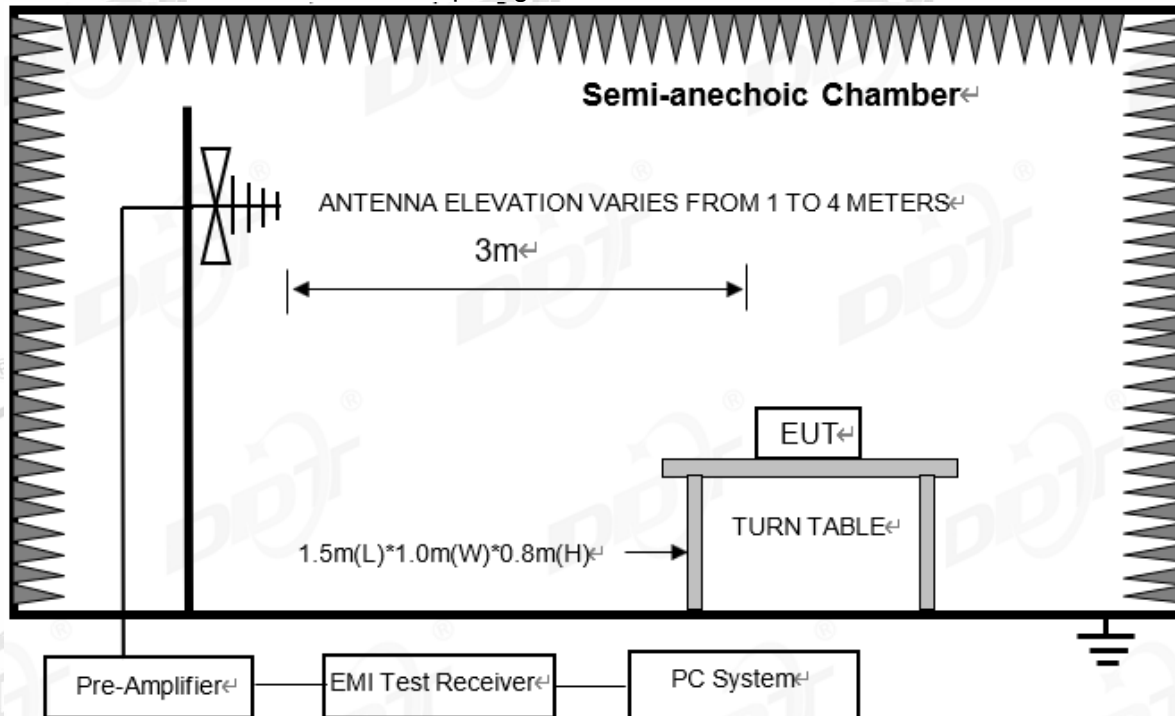 Semi-anechoic Chamber↵
ANTENNA ELEVATION VARIES FROM 1 TO 4 METERS↵
3m↵
EUT↵
TURN TABLE↵
1.5m(L)*1.0m(W)*0.8m(H)↵
Pre-Amplifier↵
EMI Test Receiver↵
PC System↵